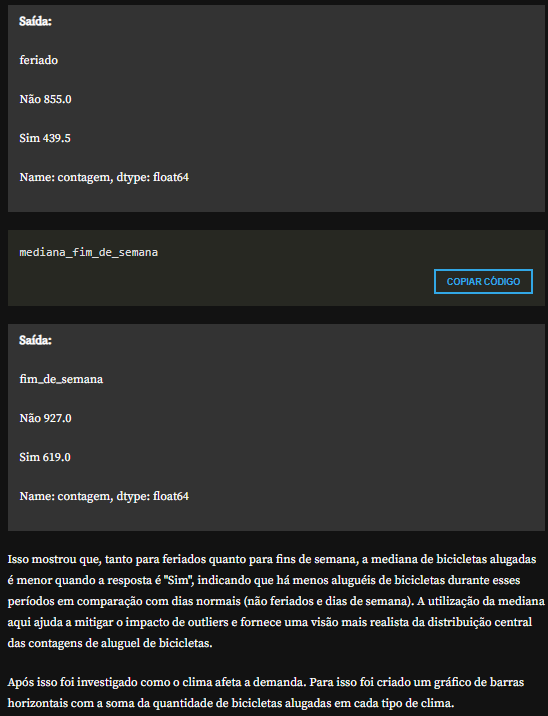 Saída:
feriado
Não 855.0
Sim 439.5
Name: contagem, dtype: float64
mediana_fim_de_semana
COPIAR CÓDIGO
Saída:
fim_de_semana
Não 927.0
Sim 619.0
Name: contagem, dtype: float64
Isso mostrou que, tanto para feriados quanto para fins de semana, a mediana de bicicletas alugadas
é menor quando a resposta é "Sim", indicando que há menos aluguéis de bicicletas durante esses
períodos em comparação com dias normais (não feriados e dias de semana). A utilização da mediana
aqui ajuda a mitigar o impacto de outliers e fornece uma visão mais realista da distribuição central
das contagens de aluguel de bicicletas.
Após isso foi investigado como o clima afeta a demanda. Para isso foi criado um gráfico de barras
horizontais com a soma da quantidade de bicicletas alugadas em cada tipo de clima.